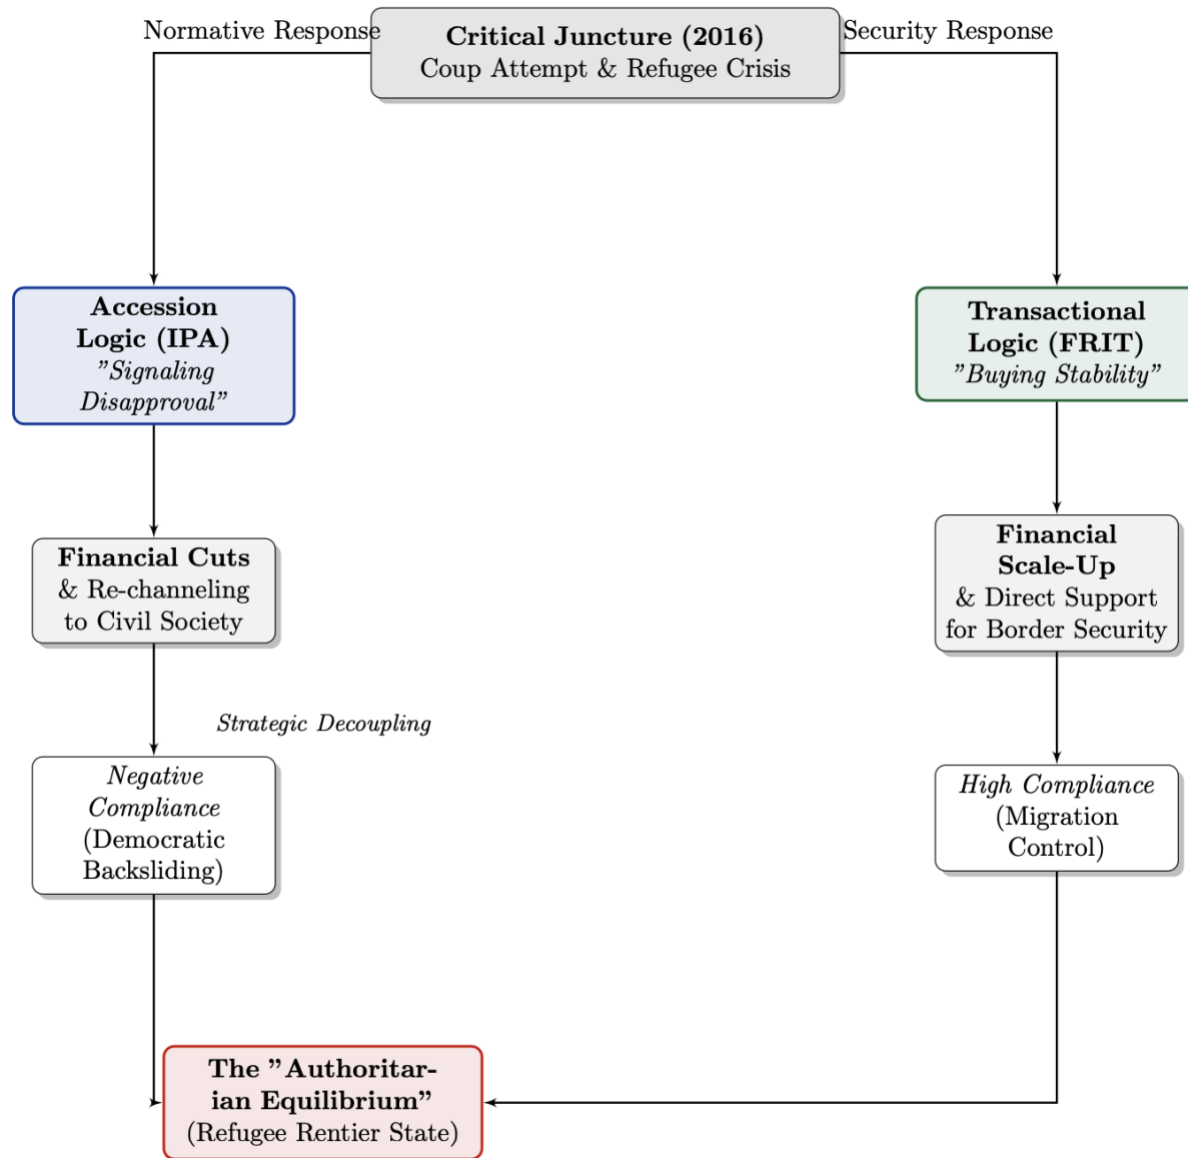 Normative Response
Critical Juncture (2016)
Coup Attempt & Refugee Crisis
Security Response
Accession
Logic (IPA)
”Signaling
Disapproval”
Transactional
Logic (FRIT)
”Buying Stability”
Financial Cuts
& Re-channeling
to Civil Society
Financial
Scale-Up
& Direct Support
for Border Security
Strategic Decoupling
Negative
Compliance
(Democratic
Backsliding)
High Compliance
(Migration
Control)
The ”Authoritar-
ian Equilibrium”
(Refugee Rentier State)